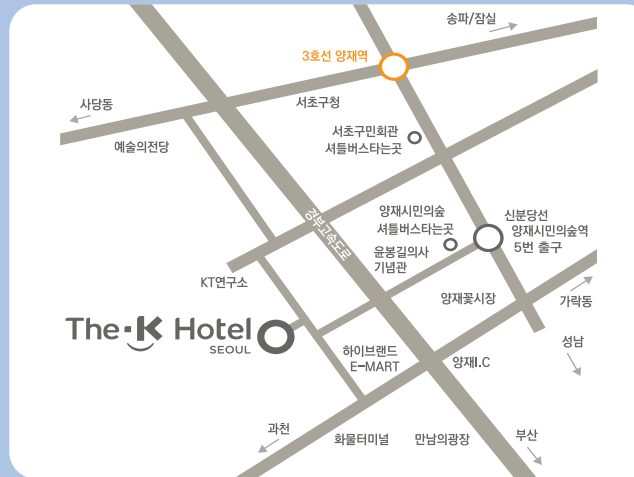 송파/잠실
3호선 양재역
사당동
서초구청
예술의전당
서초구민회관
셔틀버스타는곳
경부고속도로
양재시민의숲
셔틀버스타는곳
신분당선
양재시민의숲역
5번 출구
윤봉길의사
기념관
KT연구소
양재꽃시장
가락동
The·K Hotel
SEOUL
하이브랜드
E-MART
양재I.C
성남
과천
화물터미널
만남의광장
부산